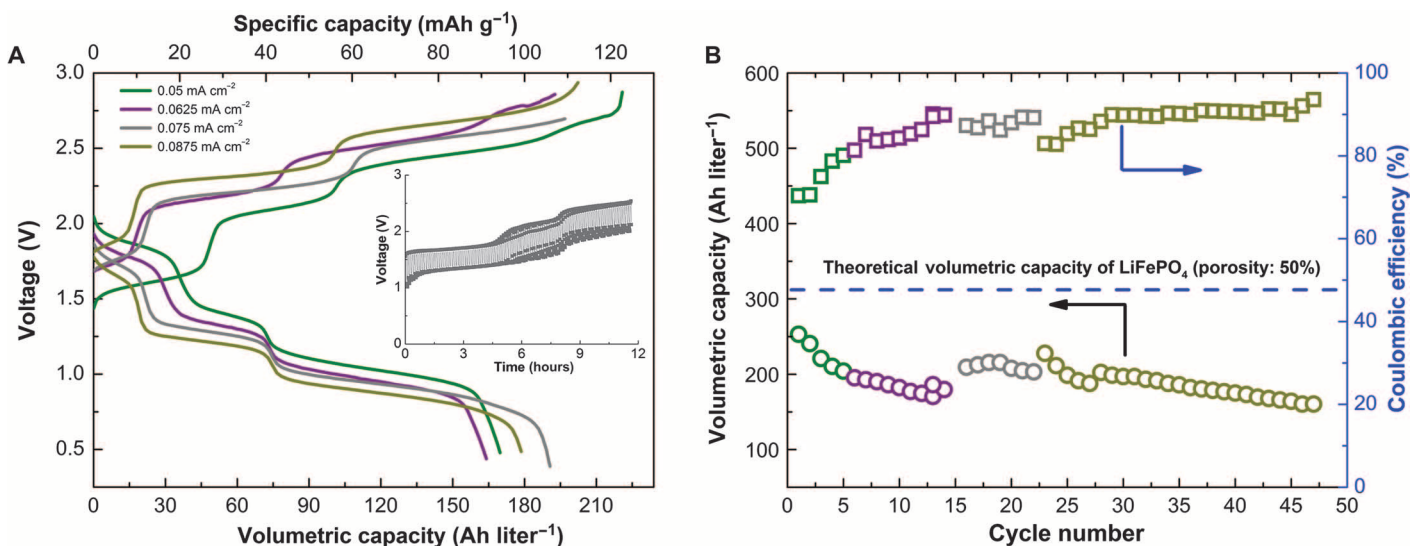 A
Specific capacity (mAh g⁻¹)
0 20 40 60 80 100 120
3.0
2.5
2.0
1.5
1.0
0.5
Voltage (V)
0.05 mA cm⁻²
0.0625 mA cm⁻²
0.075 mA cm⁻²
0.0875 mA cm⁻²
3
2
1
0
Voltage (V)
0 3 6 9 12
Time (hours)
0 30 60 90 120 150 180 210
Volumetric capacity (Ah liter⁻¹)
B
600
500
400
300
200
100
Volumetric capacity (Ah liter⁻¹)
Theoretical volumetric capacity of LiFePO₄ (porosity: 50%)
100
80
60
40
20
0
Coulombic efficiency (%)
0 5 10 15 20 25 30 35 40 45 50
Cycle number